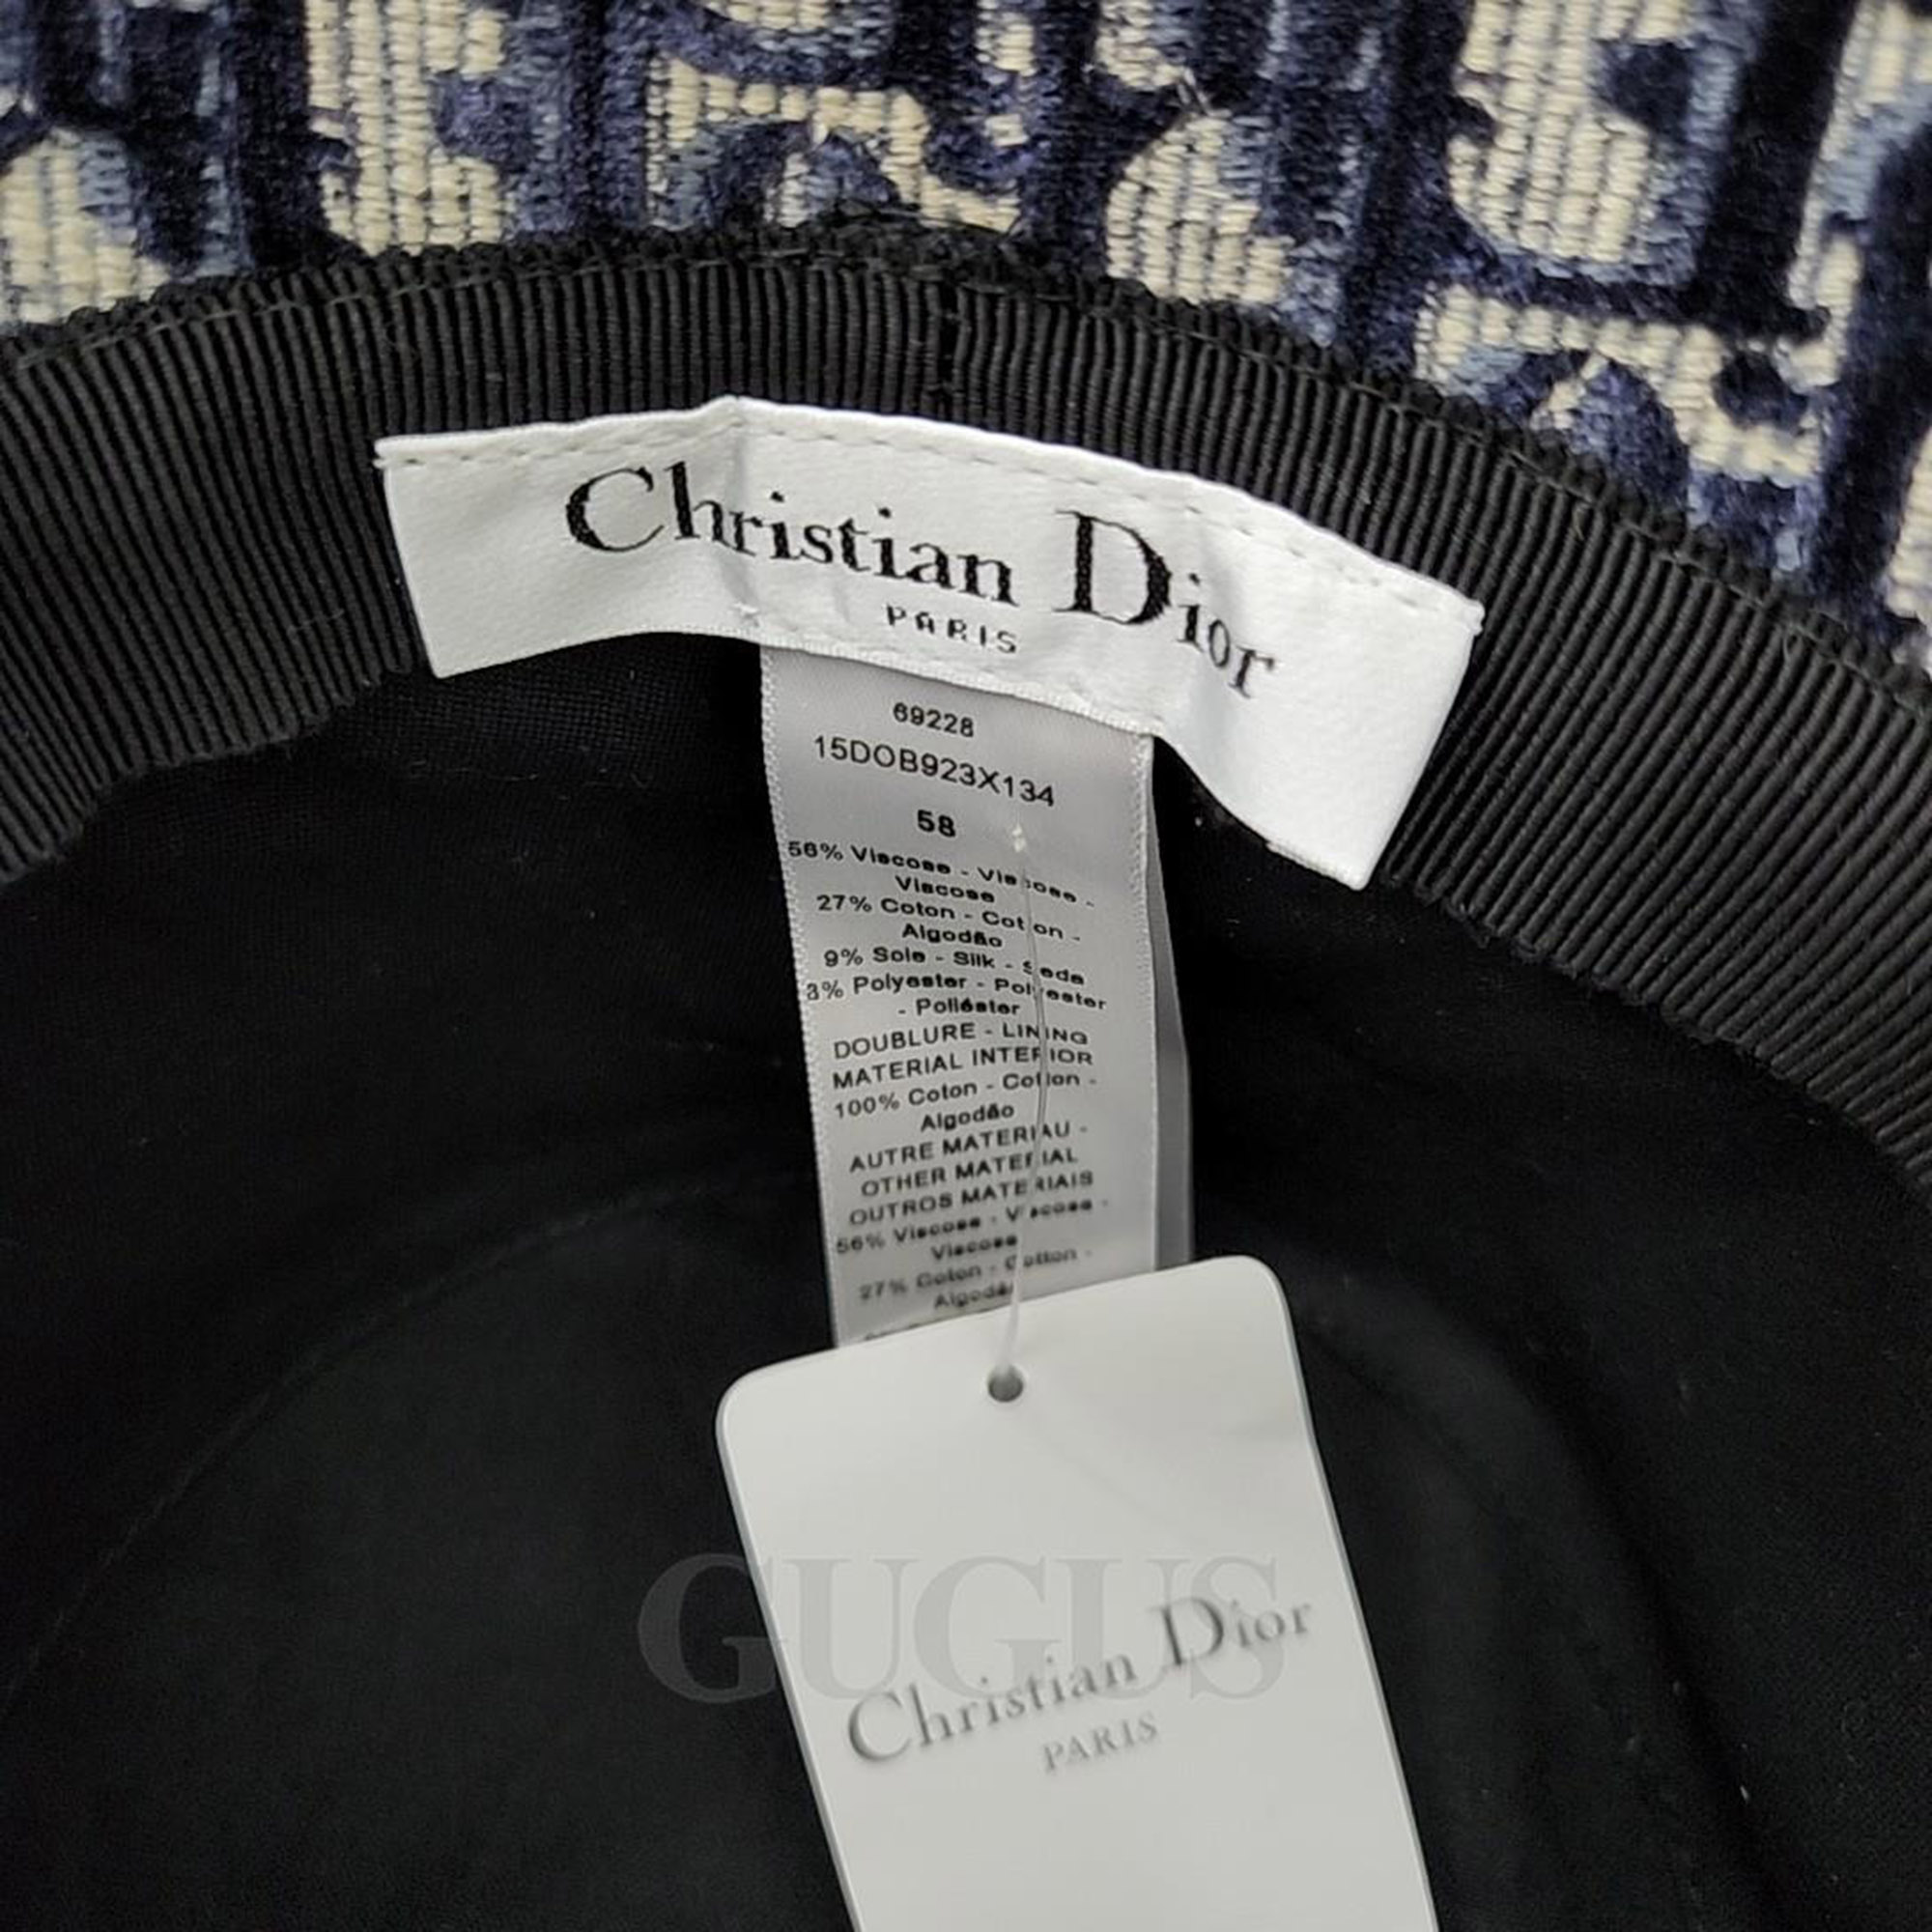 Christian Dior
PARIS
69228
15DOB923X134
58
56% Viscose - Viscose -
Viscose
27% Coton - Cotton -
Algodão
9% Soie - Silk - Seda
8% Polyester - Polyester
- Poliéster
DOUBLURE - LINING
MATERIAL INTERIOR
100% Coton - Cotton -
Algodão
AUTRE MATERIAU -
OTHER MATERIAL
OUTROS MATERIAIS
56% Viscose - Viscose -
Viscose
27% Coton - Cotton -
Algodão
GUGUS
Christian Dior
PARIS